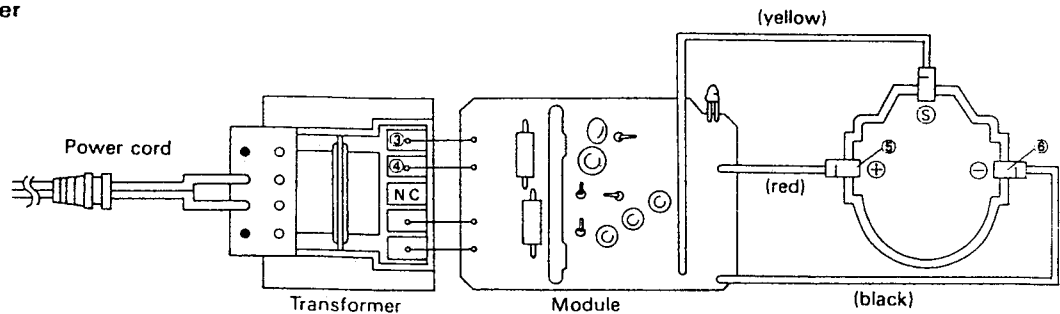 er
(yellow)
Power cord
③
④
NC
Ⓢ
⑤
⑥
⊕
⊖
(red)
(black)
Transformer
Module